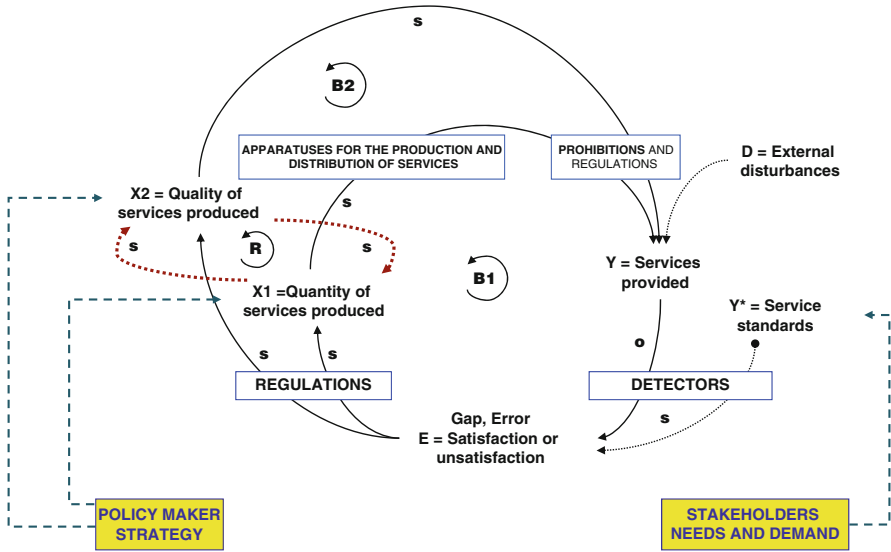 s
B2
APPARATUSES FOR THE PRODUCTION AND
DISTRIBUTION OF SERVICES
PROHIBITIONS AND
REGULATIONS
D = External
disturbances
X2 = Quality of
services produced
s
s
R
s
B1
Y = Services
provided
X1 =Quantity of
services produced
Y* = Service
standards
s
s
o
REGULATIONS
DETECTORS
s
Gap, Error
E = Satisfaction or
unsatisfaction
POLICY MAKER
STRATEGY
STAKEHOLDERS
NEEDS AND DEMAND